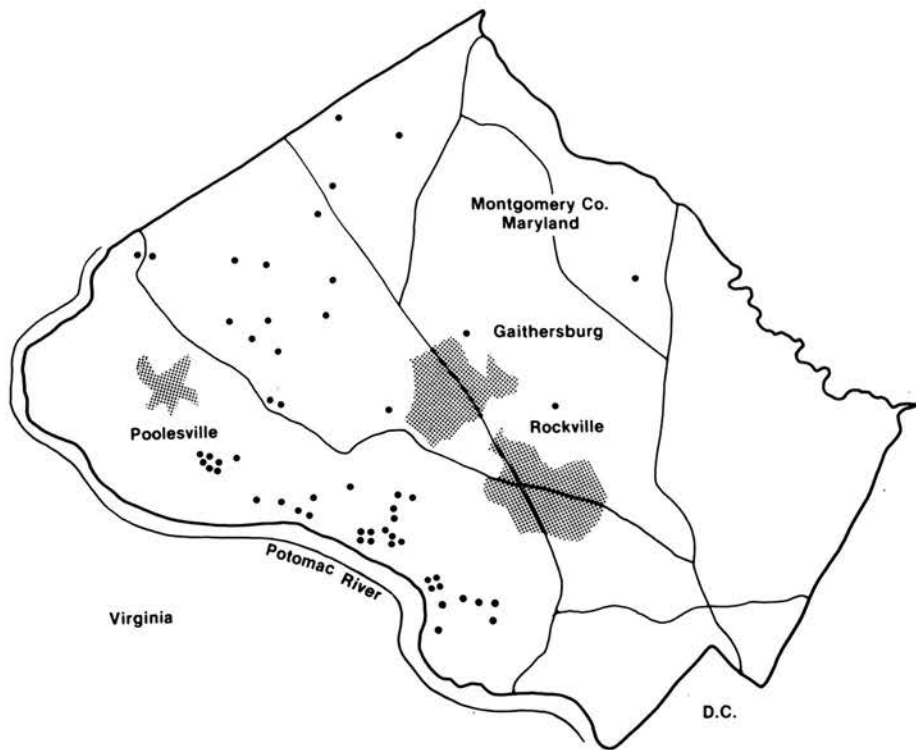 Montgomery Co.
Maryland
Gaithersburg
Rockville
Poolesville
Potomac River
Virginia
D.C.